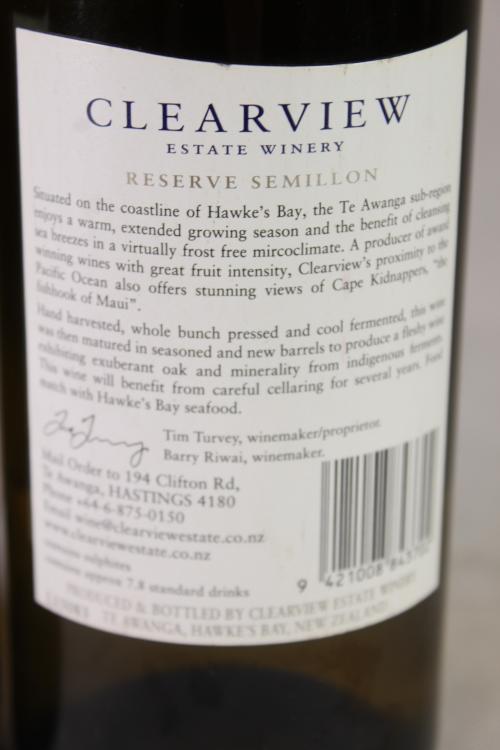 CLEARVIEW
ESTATE WINERY
RESERVE SEMILLON
Situated on the coastline of Hawke's Bay, the Te Awanga sub-region
enjoys a warm, extended growing season and the benefit of cleansing
sea breezes in a virtually frost free mircoclimate. A producer of award
winning wines with great fruit intensity, Clearview's proximity to the
Pacific Ocean also offers stunning views of Cape Kidnappers, "the
fishhook of Maui".
Hand harvested, whole bunch pressed and cool fermented, this wine
was then matured in seasoned and new barrels to produce a fleshy wine
exhibiting exuberant oak and minerality from indigenous ferments.
This wine will benefit from careful cellaring for several years. Food
match with Hawke's Bay seafood.
Tim Turvey, winemaker/proprietor.
Barry Riwai, winemaker.
Mail Order to 194 Clifton Rd,
Te Awanga, HASTINGS 4180
Phone +64-6-875-0150
Email wine@clearviewestate.co.nz
www.clearviewestate.co.nz
contains sulphites
contains approx 7.8 standard drinks
9 421008 
PRODUCED & BOTTLED BY CLEARVIEW ESTATE WINERY
TE AWANGA, HAWKE'S BAY, NEW ZEALAND